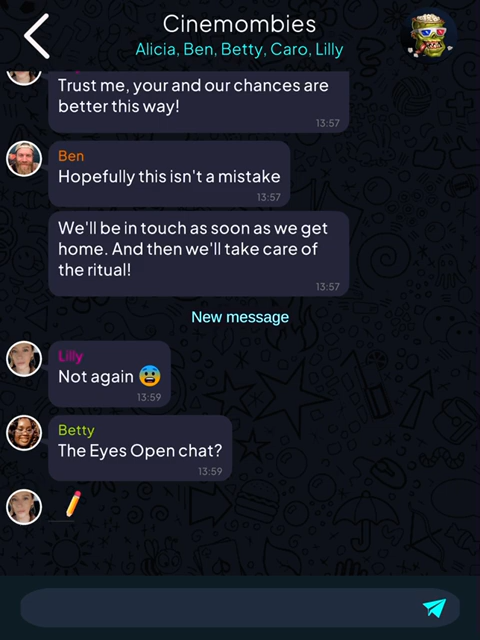 Cinemombies
Alicia, Ben, Betty, Caro, Lilly
Trust me, your and our chances are
better this way!
13:57
Ben
Hopefully this isn't a mistake
13:57
We'll be in touch as soon as we get
home. And then we'll take care of
the ritual!
13:57
New message
Lilly
Not again 😰
13:59
Betty
The Eyes Open chat?
13:59